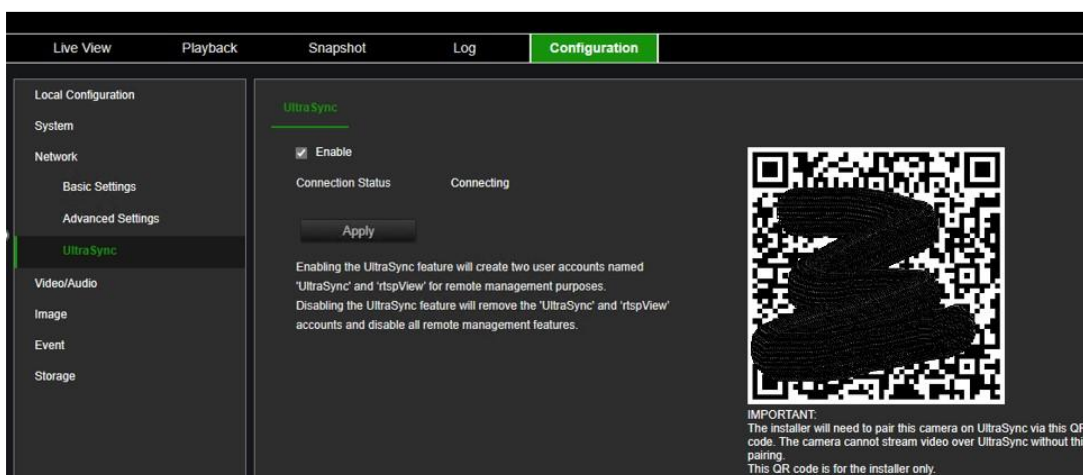 Live View Playback Snapshot Log Configuration
Local Configuration
System
Network
Basic Settings
Advanced Settings
UltraSync
Video/Audio
Image
Event
Storage
UltraSync
Enable
Connection Status Connecting
Apply
Enabling the UltraSync feature will create two user accounts named
'UltraSync' and 'rtspView' for remote management purposes.
Disabling the UltraSync feature will remove the 'UltraSync' and 'rtspView'
accounts and disable all remote management features.
IMPORTANT:
The installer will need to pair this camera on UltraSync via this QR
code. The camera cannot stream video over UltraSync without thi
pairing.
This QR code is for the installer only.